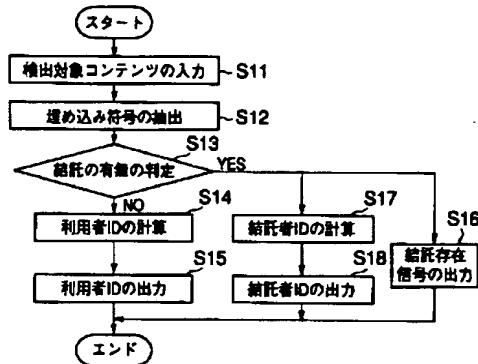 スタート
検出対象コンテンツの入力
S11
埋め込み符号の抽出
S12
S13
結託の有無の判定
YES
NO
S14
利用者IDの計算
S17
結託者IDの計算
S16
結託存在
信号の出力
S15
利用者IDの出力
S18
結託者IDの出力
エンド